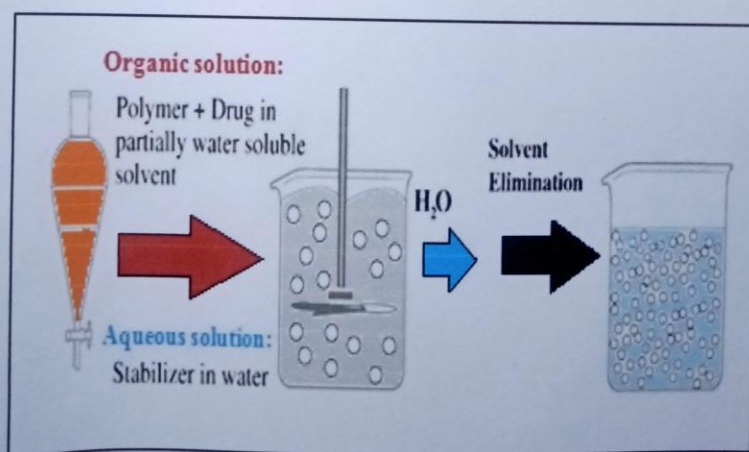 Organic solution:
Polymer + Drug in
partially water soluble
solvent
Solvent
Elimination
H₂O
Aqueous solution:
Stabilizer in water